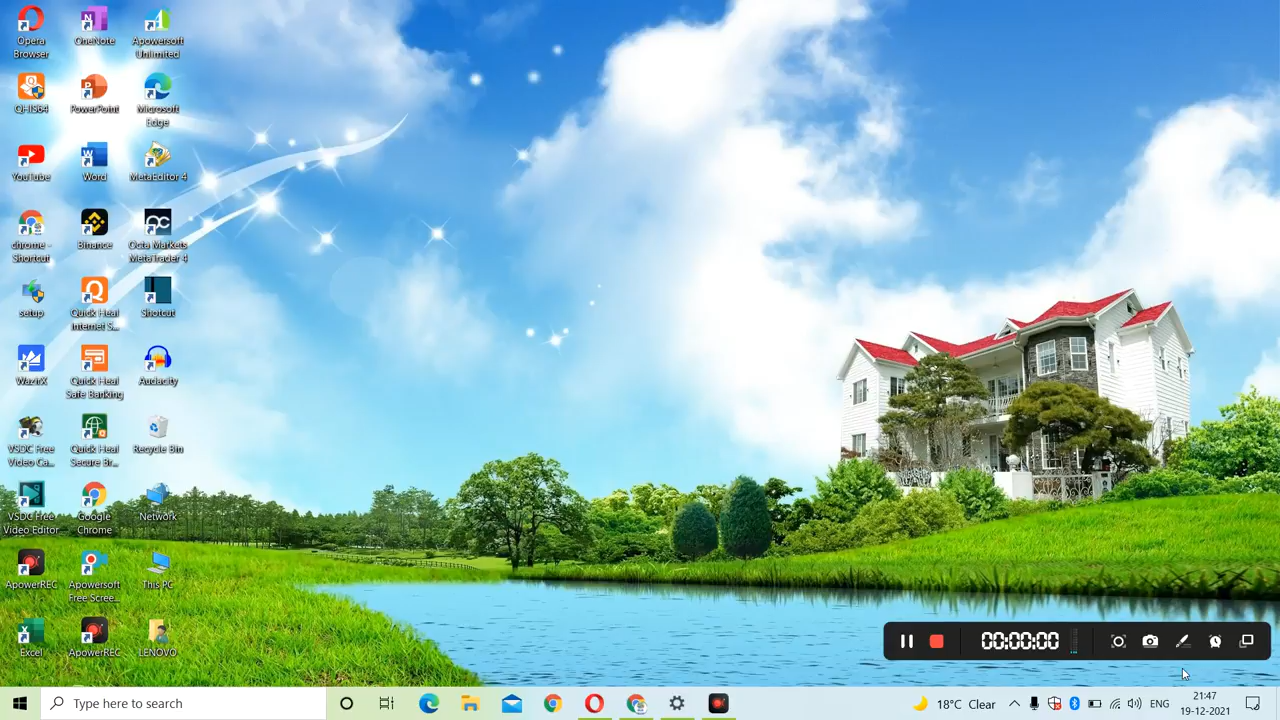 Opera
Browser
OneNote
Apowersoft
Unlimited
QHIS64
PowerPoint
Microsoft
Edge
YouTube
Word
MetaEditor 4
chrome -
Shortcut
Binance
Octa Markets
MetaTrader 4
setup
Quick Heal
Internet S...
Shotcut
WazirX
Quick Heal
Safe Banking
Audacity
VSDC Free
Video Ca...
Quick Heal
Secure Br...
Recycle Bin
VSDC Free
Video Editor
Google
Chrome
Network
ApowerREC
Apowersoft
Free Scree...
This PC
Excel
ApowerREC
LENOVO
00:00:00
Type here to search
18°C Clear
ENG
21:47
19-12-2021